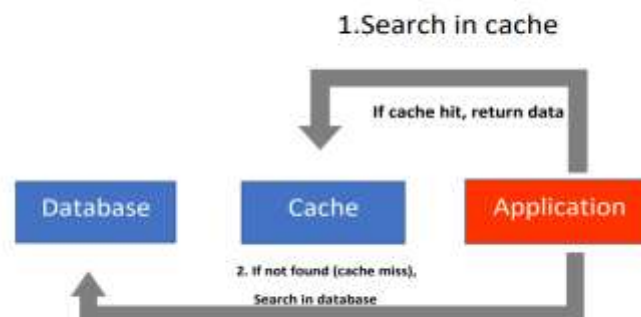 1.Search in cache
If cache hit, return data
Database
Cache
Application
2. If not found (cache miss),
Search in database